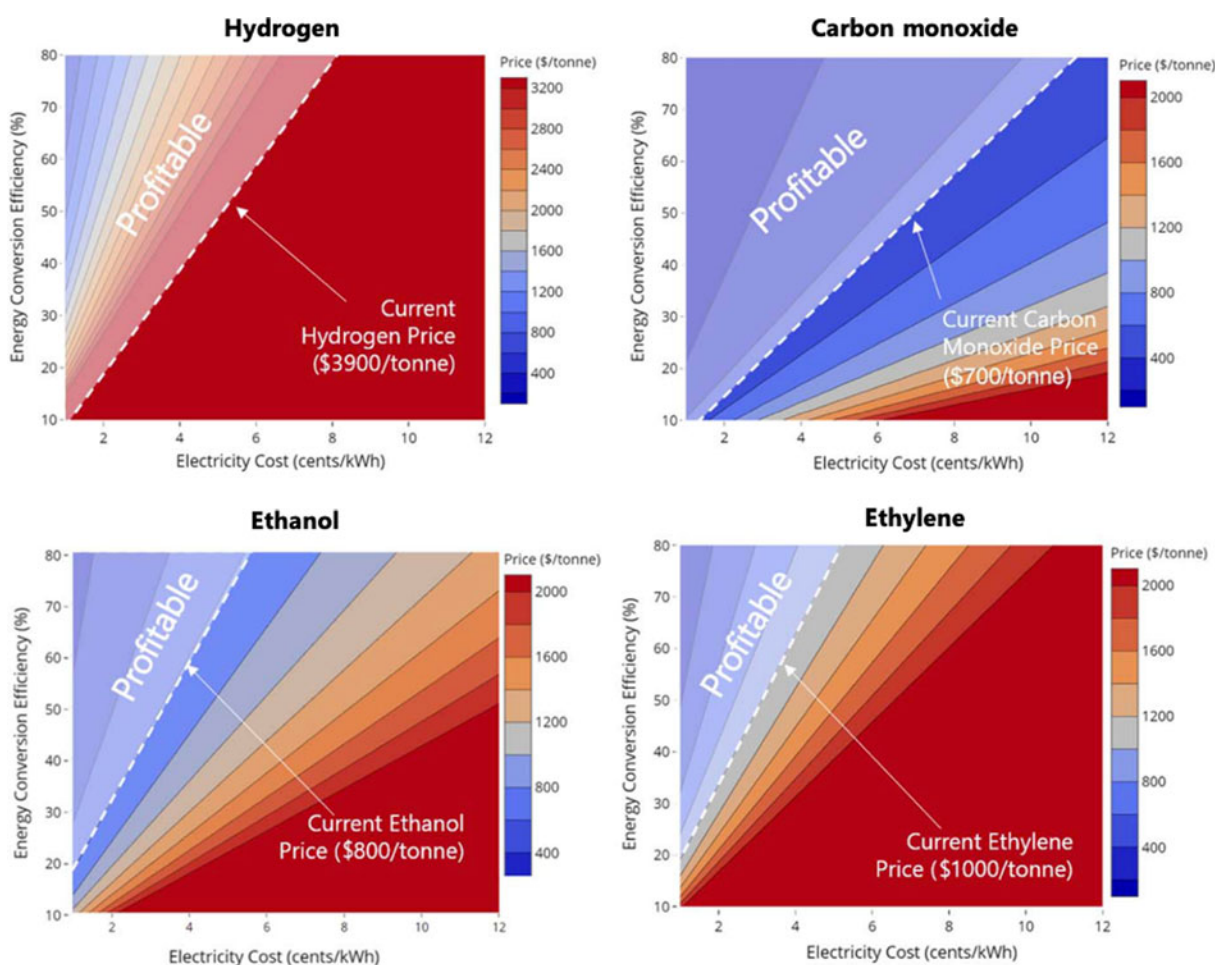 Hydrogen
Price ($/tonne)
80
70
60
50
40
30
20
10
Energy Conversion Efficiency (%)
2
4
6
8
10
12
Electricity Cost (cents/kWh)
3200
2800
2400
2000
1600
1200
800
400
Profitable
Current
Hydrogen Price
($3900/tonne)
Carbon monoxide
Price ($/tonne)
80
70
60
50
40
30
20
10
Energy Conversion Efficiency (%)
2
4
6
8
10
12
Electricity Cost (cents/kWh)
2000
1600
1200
800
400
Profitable
Current Carbon
Monoxide Price
($700/tonne)
Ethanol
Price ($/tonne)
80
70
60
50
40
30
20
10
Energy Conversion Efficiency (%)
2
4
6
8
10
12
Electricity Cost (cents/kWh)
2000
1600
1200
800
400
Profitable
Current Ethanol
Price ($800/tonne)
Ethylene
Price ($/tonne)
80
70
60
50
40
30
20
10
Energy Conversion Efficiency (%)
2
4
6
8
10
12
Electricity Cost (cents/kWh)
2000
1600
1200
800
400
Profitable
Current Ethylene
Price ($1000/tonne)